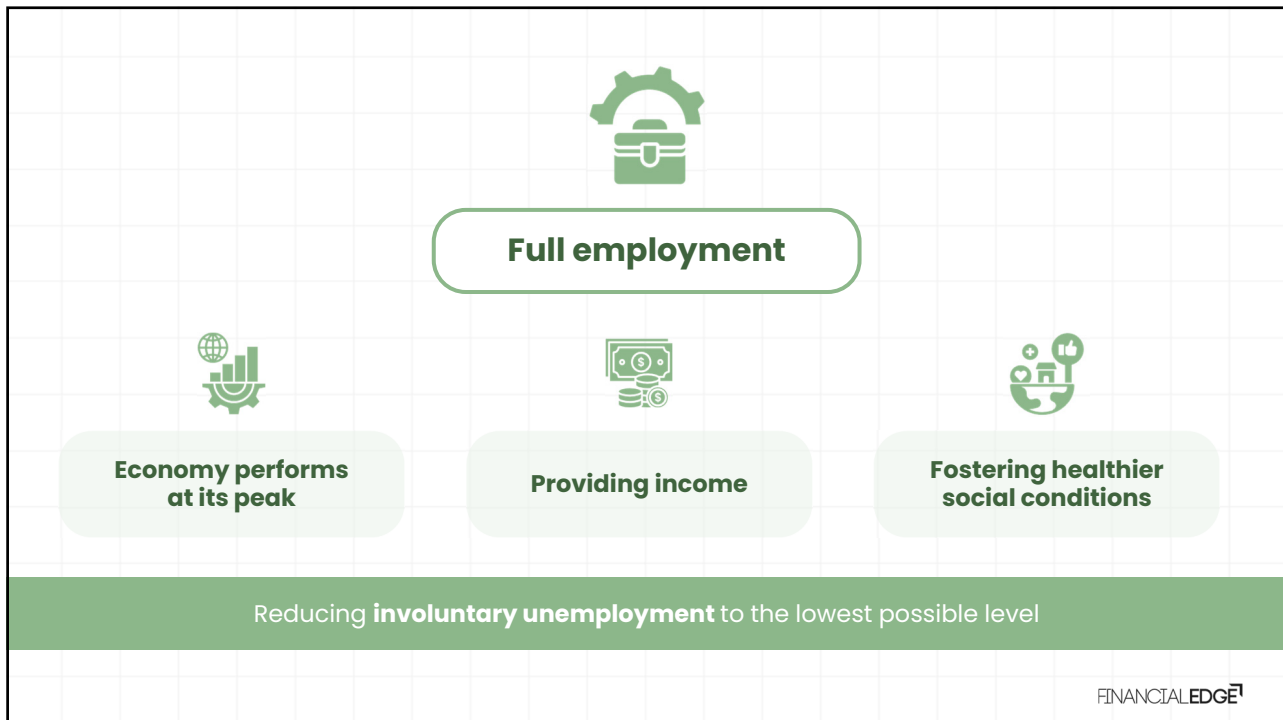 Full employment
Economy performs
at its peak
Providing income
Fostering healthier
social conditions
Reducing involuntary unemployment to the lowest possible level
FINANCIALEDGE